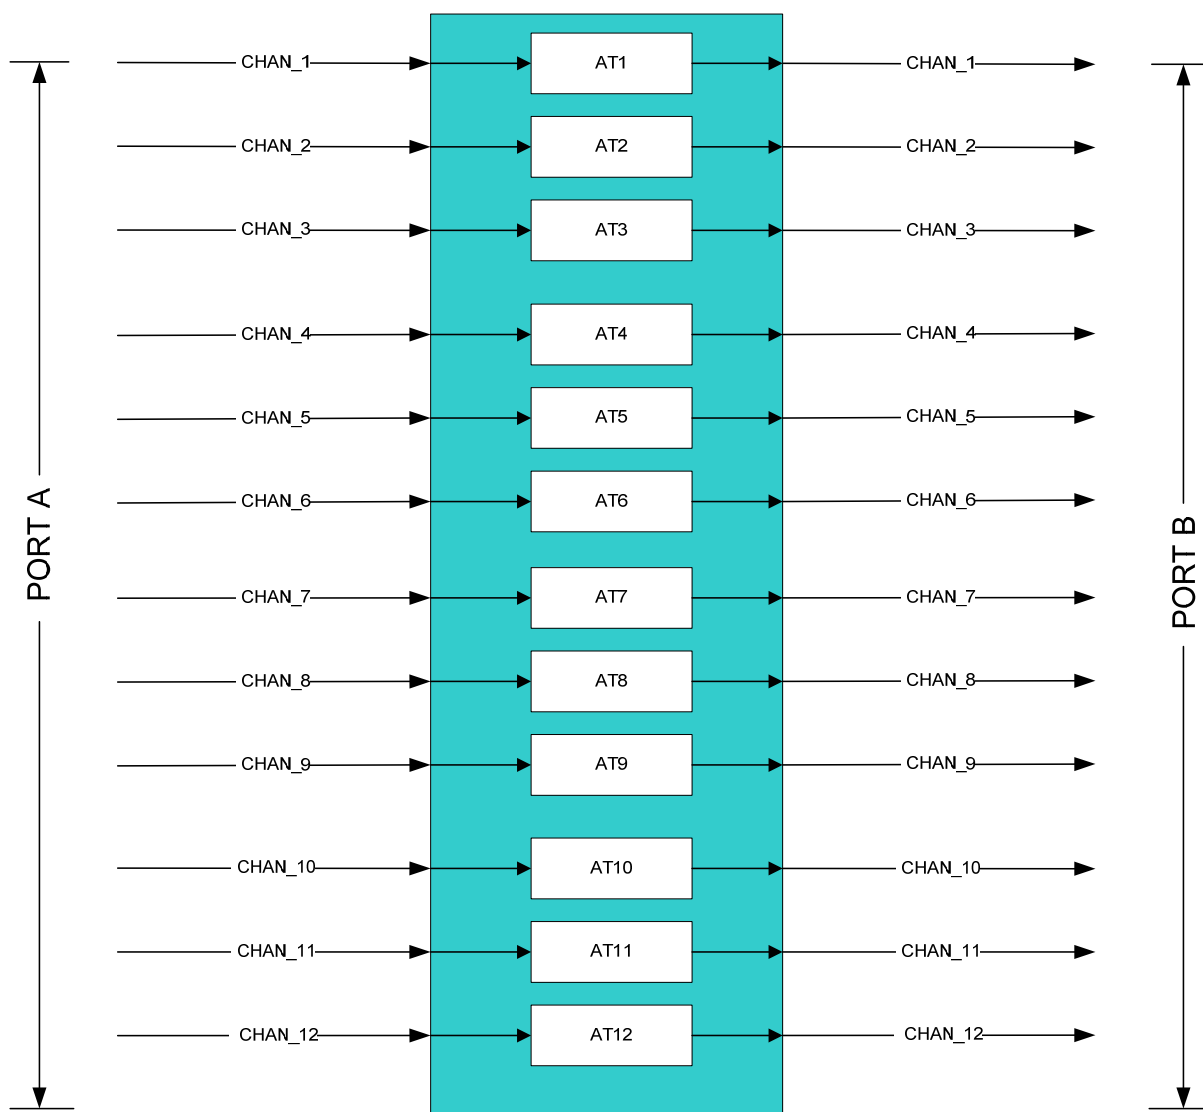 CHAN_1 AT1 CHAN_1
CHAN_2 AT2 CHAN_2
CHAN_3 AT3 CHAN_3
CHAN_4 AT4 CHAN_4
CHAN_5 AT5 CHAN_5
CHAN_6 AT6 CHAN_6
PORT A
PORT B
CHAN_7 AT7 CHAN_7
CHAN_8 AT8 CHAN_8
CHAN_9 AT9 CHAN_9
CHAN_10 AT10 CHAN_10
CHAN_11 AT11 CHAN_11
CHAN_12 AT12 CHAN_12